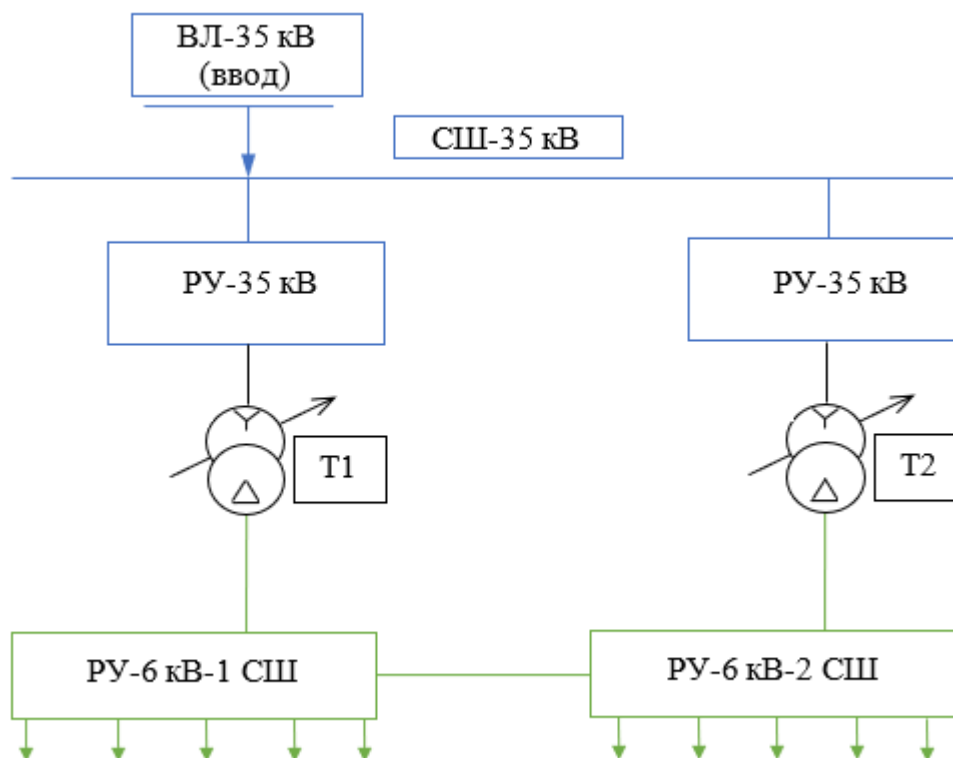 ВЛ-35 кВ
(ввод)
СШ-35 кВ
РУ-35 кВ
РУ-35 кВ
Т1
Т2
РУ-6 кВ-1 СШ
РУ-6 кВ-2 СШ